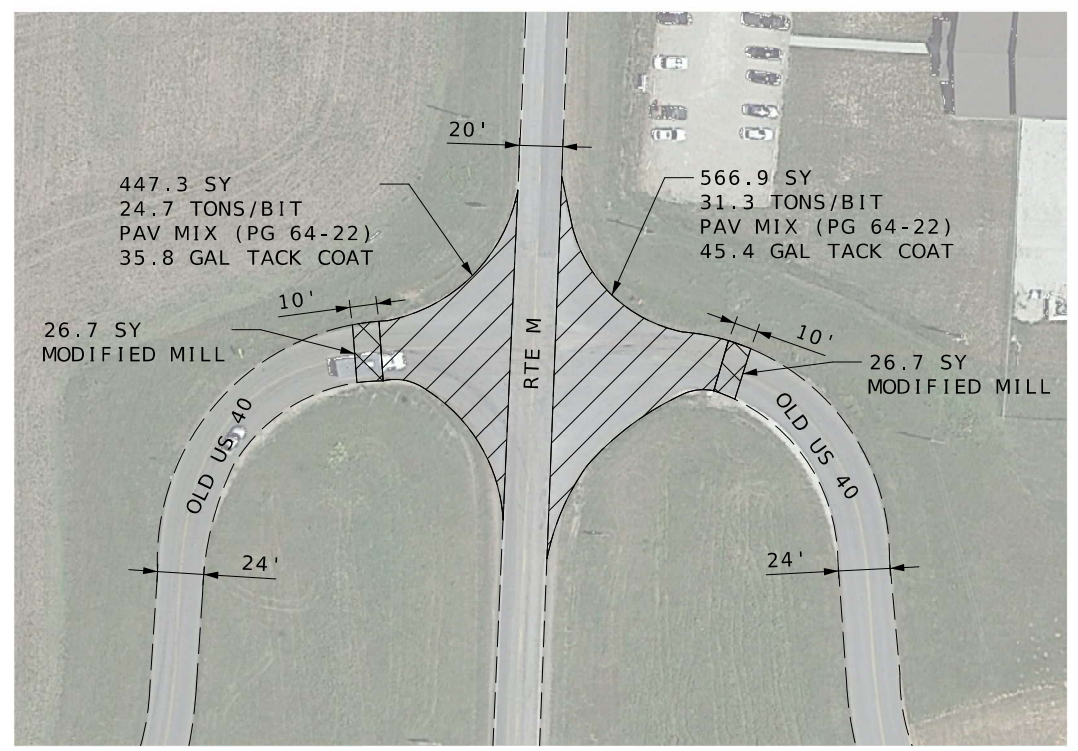 20'
447.3 SY
24.7 TONS/BIT
PAV MIX (PG 64-22)
35.8 GAL TACK COAT
566.9 SY
31.3 TONS/BIT
PAV MIX (PG 64-22)
45.4 GAL TACK COAT
10'
26.7 SY
MODIFIED MILL
RTE M
10'
26.7 SY
MODIFIED MILL
OLD US 40
OLD US 40
24'
24'